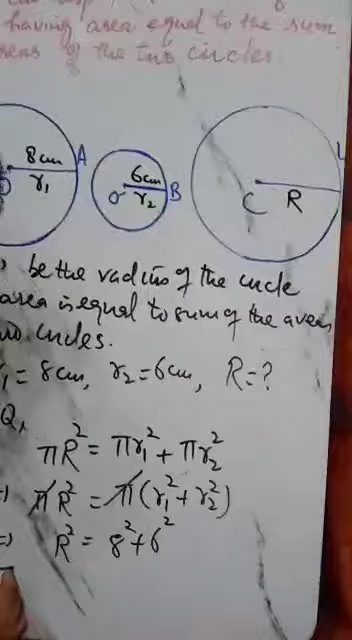 having area equal to the sum
of the two circles.
8cm A
r₁
6cm
O r₂ B
C R L
be the radius of the circle
area is equal to sum of the areas
two circles.
= 8cm, r₂ = 6cm, R = ?
Q,
πR² = πr₁² + πr₂²
πR² = π(r₁² + r₂²)
=) R² = 8² + 6²